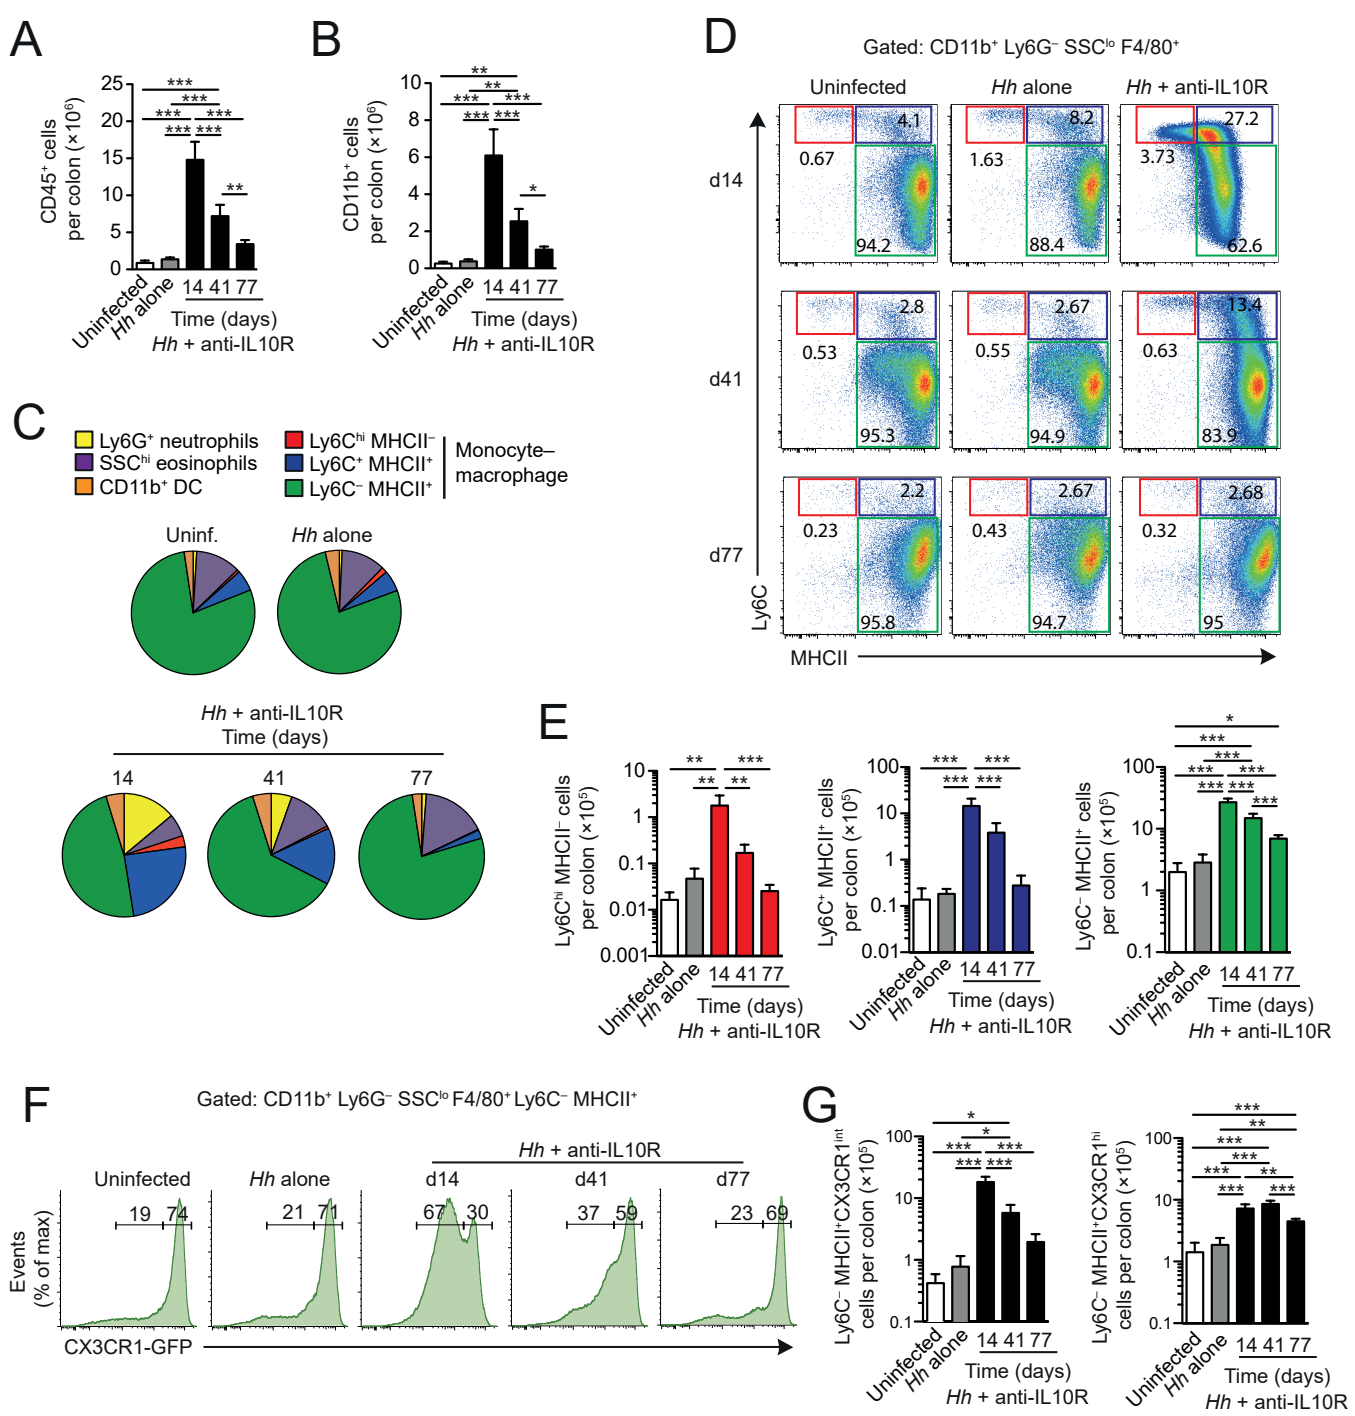 A
CD45⁺ cells
per colon (×10⁶)
25
20
15
10
5
0
***
***
*** ***
*** ***
**
Uninfected
Hh alone
14 41 77
Time (days)
Hh + anti-IL10R
B
CD11b⁺ cells
per colon (×10⁶)
10
8
6
4
2
0
**
**
*** ***
*** ***
*
Uninfected
Hh alone
14 41 77
Time (days)
Hh + anti-IL10R
C
Ly6G⁺ neutrophils
SSCʰⁱ eosinophils
CD11b⁺ DC
Ly6Cʰⁱ MHCII⁻
Ly6C⁺ MHCII⁺
Ly6C⁻ MHCII⁺
Monocyte–
macrophage
Uninf.
Hh alone
Hh + anti-IL10R
Time (days)
14
41
77
D
Gated: CD11b⁺ Ly6G⁻ SSCˡᵒ F4/80⁺
Uninfected
Hh alone
Hh + anti-IL10R
d14
4.1
0.67
94.2
8.2
1.63
88.4
27.2
3.73
62.6
d41
2.8
0.53
95.3
2.67
0.55
94.9
13.4
0.63
83.9
d77
2.2
0.23
95.8
2.67
0.43
94.7
2.68
0.32
95
Ly6C
MHCII
E
Ly6Cʰⁱ MHCII⁻ cells
per colon (×10⁵)
10
1
0.1
0.01
0.001
** ***
** **
Uninfected
Hh alone
14 41 77
Time (days)
Hh + anti-IL10R
Ly6C⁺ MHCII⁺ cells
per colon (×10⁵)
100
10
1
0.1
0.01
*** ***
*** ***
Uninfected
Hh alone
14 41 77
Time (days)
Hh + anti-IL10R
Ly6C⁻ MHCII⁺ cells
per colon (×10⁵)
100
10
1
0.1
*
***
***
*** ***
*** ***
***
Uninfected
Hh alone
14 41 77
Time (days)
Hh + anti-IL10R
F
Gated: CD11b⁺ Ly6G⁻ SSCˡᵒ F4/80⁺ Ly6C⁻ MHCII⁺
Hh + anti-IL10R
Uninfected
Hh alone
d14
d41
d77
19 74
21 71
67 30
37 59
23 69
Events
(% of max)
CX3CR1-GFP
G
Ly6C⁻ MHCII⁺CX3CR1ⁱⁿᵗ
cells per colon (×10⁵)
100
10
1
0.1
*
*
*** ***
*** ***
Uninfected
Hh alone
14 41 77
Time (days)
Hh + anti-IL10R
Ly6C⁻ MHCII⁺CX3CR1ʰⁱ
cells per colon (×10⁵)
100
10
1
0.1
***
**
***
***
*** **
*** ***
Uninfected
Hh alone
14 41 77
Time (days)
Hh + anti-IL10R